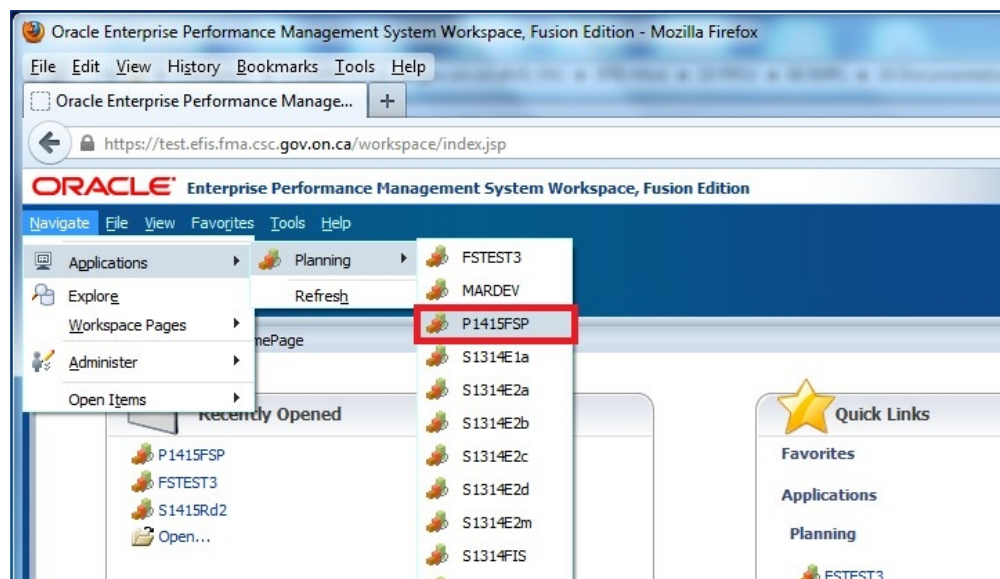 Oracle Enterprise Performance Management System Workspace, Fusion Edition - Mozilla Firefox
File Edit View History Bookmarks Tools Help
Oracle Enterprise Performance Manage... +
https://test.efis.fma.csc.gov.on.ca/workspace/index.jsp
ORACLE Enterprise Performance Management System Workspace, Fusion Edition
Navigate File View Favorites Tools Help
Applications
Explore
Workspace Pages
Administer
Open Items
Planning
Refresh
FSTEST3
MARDEV
P1415FSP
S1314E1a
S1314E2a
S1314E2b
S1314E2c
S1314E2d
S1314E2m
S1314FIS
mePage
Recently Opened
P1415FSP
FSTEST3
S1415Rd2
Open...
Quick Links
Favorites
Applications
Planning
FSTEST3